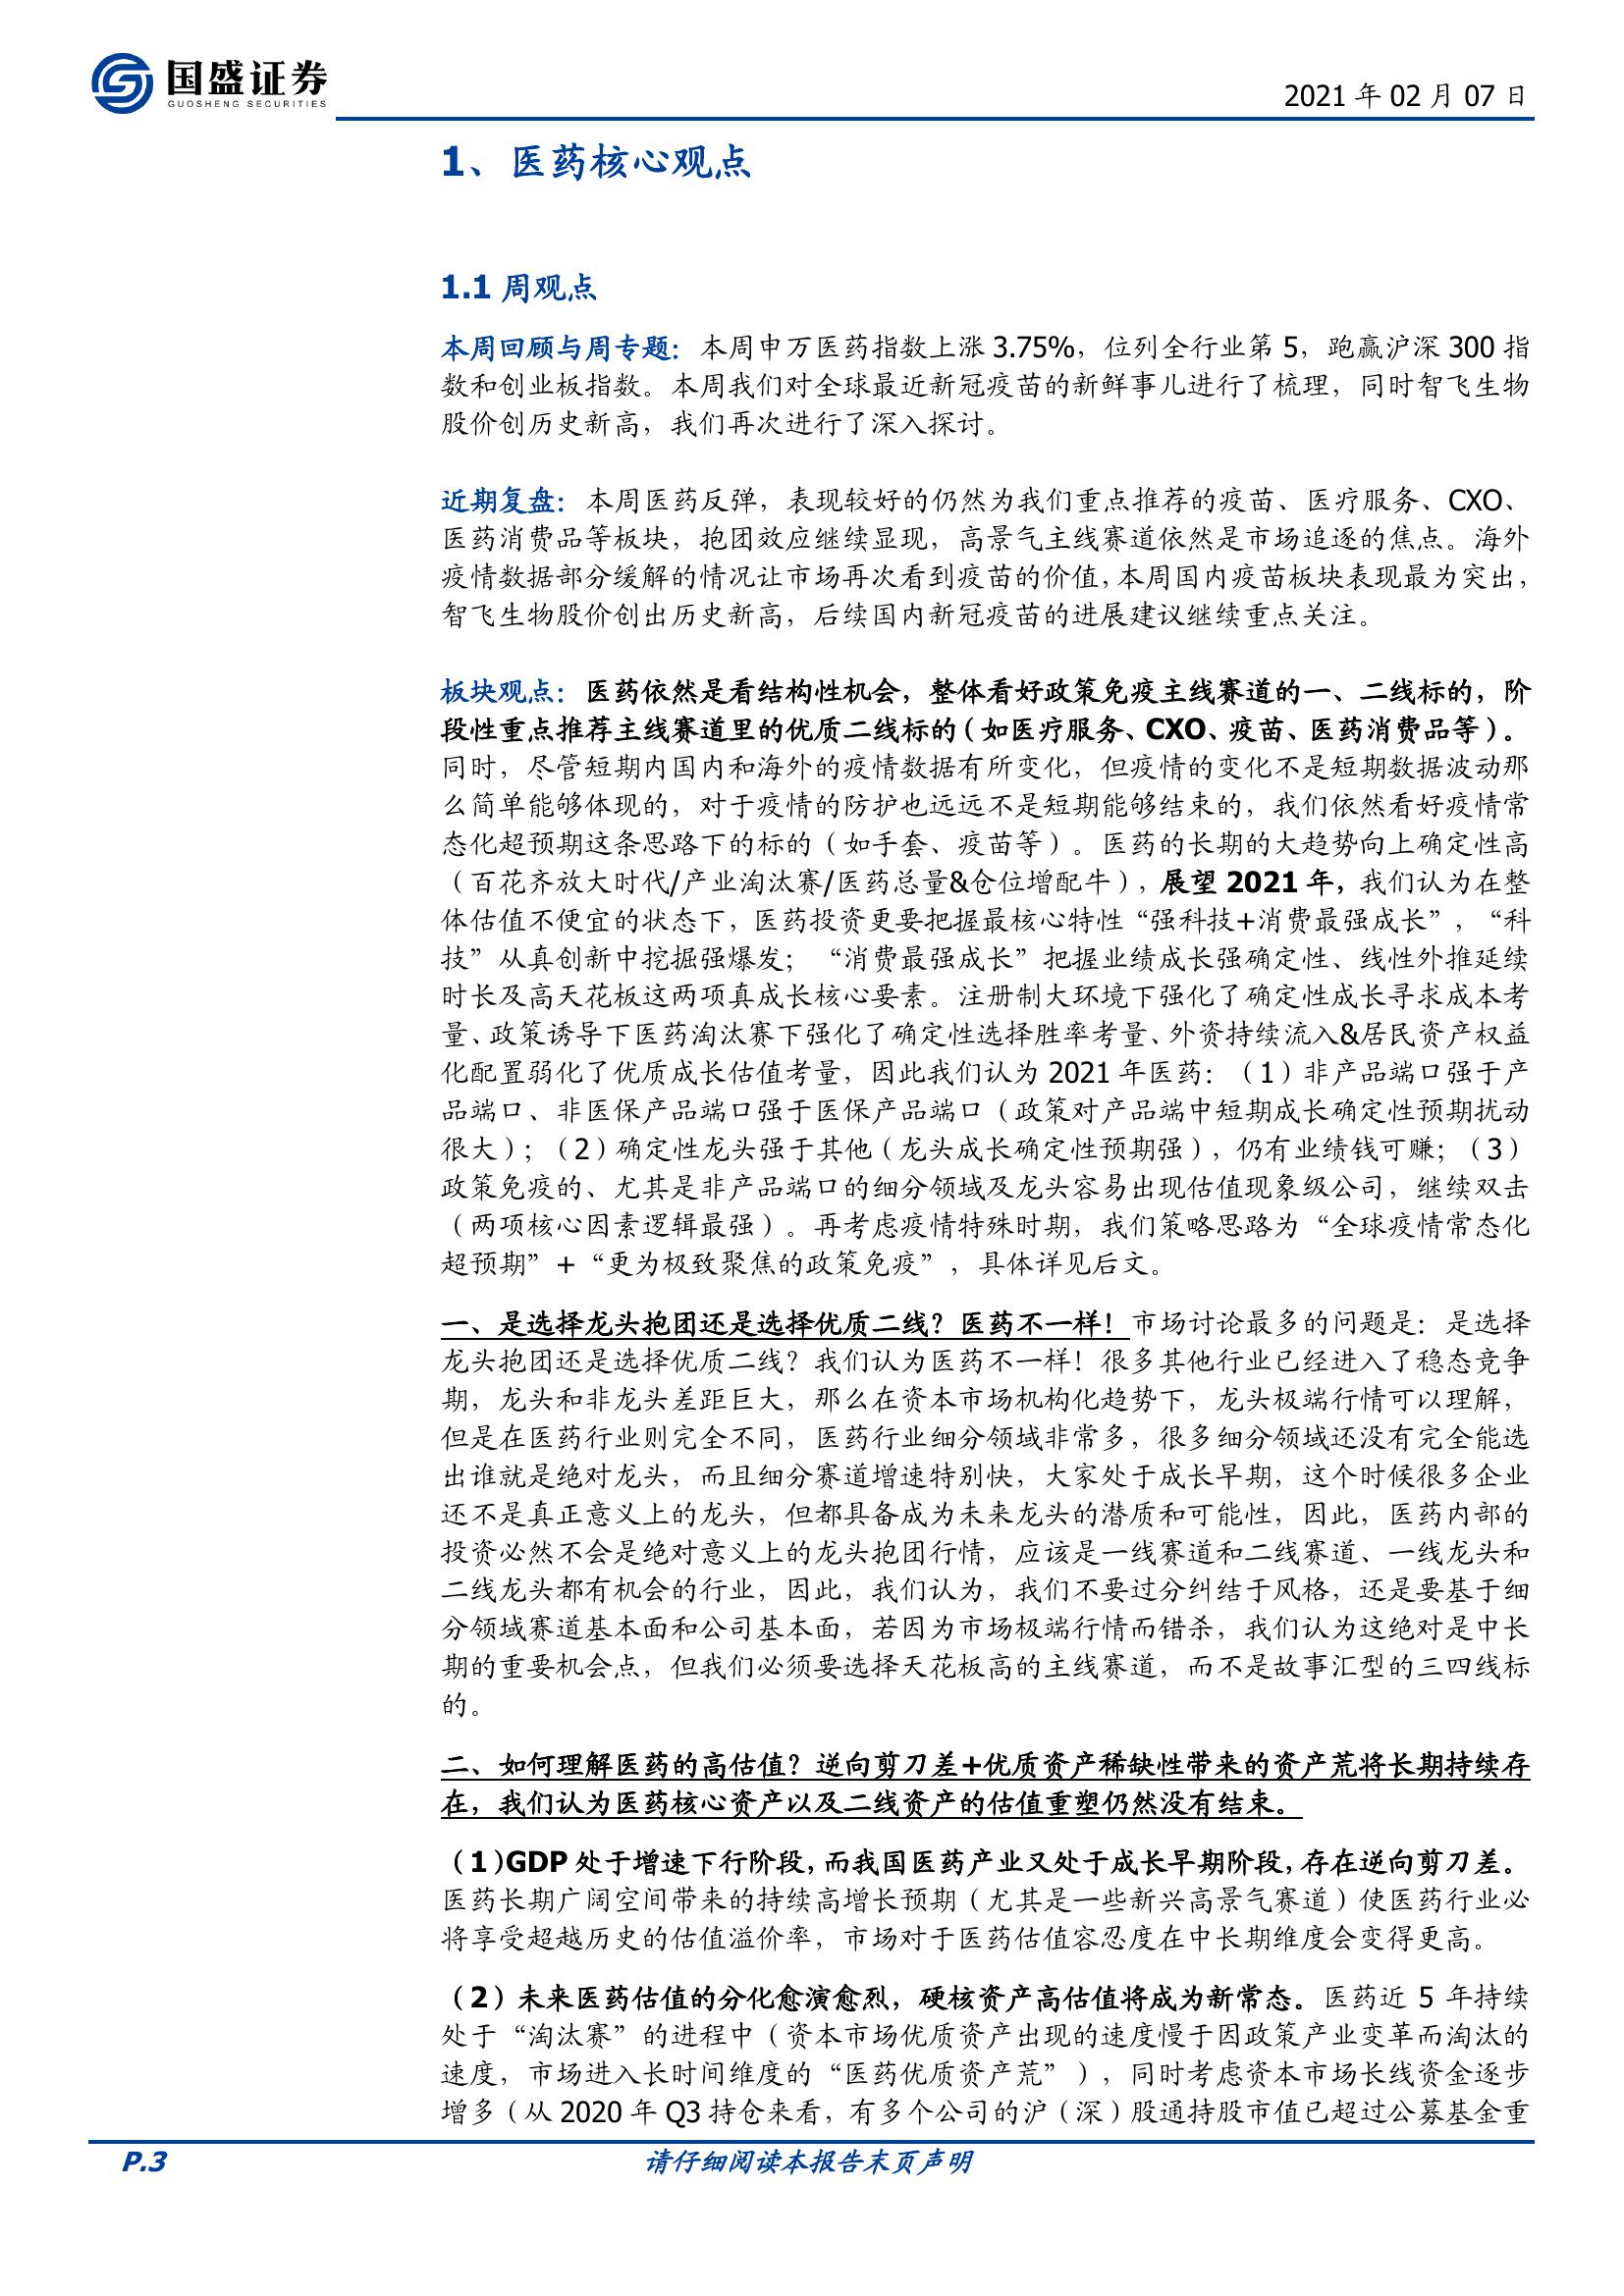 国盛证券
GUOSHENG SECURITIES
2021 年 02 月 07 日
1、医药核心观点
1.1 周观点
本周回顾与周专题：本周申万医药指数上涨 3.75%，位列全行业第 5，跑赢沪深 300 指
数和创业板指数。本周我们对全球最近新冠疫苗的新鲜事儿进行了梳理，同时智飞生物
股价创历史新高，我们再次进行了深入探讨。
近期复盘：本周医药反弹，表现较好的仍然为我们重点推荐的疫苗、医疗服务、CXO、
医药消费品等板块，抱团效应继续显现，高景气主线赛道依然是市场追逐的焦点。海外
疫情数据部分缓解的情况让市场再次看到疫苗的价值，本周国内疫苗板块表现最为突出，
智飞生物股价创出历史新高，后续国内新冠疫苗的进展建议继续重点关注。
板块观点：医药依然是看结构性机会，整体看好政策免疫主线赛道的一、二线标的，阶
段性重点推荐主线赛道里的优质二线标的（如医疗服务、CXO、疫苗、医药消费品等）。
同时，尽管短期内国内和海外的疫情数据有所变化，但疫情的变化不是短期数据波动那
么简单能够体现的，对于疫情的防护也远远不是短期能够结束的，我们依然看好疫情常
态化超预期这条思路下的标的（如手套、疫苗等）。医药的长期的大趋势向上确定性高
（百花齐放大时代/产业淘汰赛/医药总量&仓位增配牛），展望 2021 年，我们认为在整
体估值不便宜的状态下，医药投资更要把握最核心特性“强科技+消费最强成长”，“科
技”从真创新中挖掘强爆发；“消费最强成长”把握业绩成长强确定性、线性外推延续
时长及高天花板这两项真成长核心要素。注册制大环境下强化了确定性成长寻求成本考
量、政策诱导下医药淘汰赛下强化了确定性选择胜率考量、外资持续流入&居民资产权益
化配置弱化了优质成长估值考量，因此我们认为 2021 年医药：（1）非产品端口强于产
品端口、非医保产品端口强于医保产品端口（政策对产品端中短期成长确定性预期扰动
很大）；（2）确定性龙头强于其他（龙头成长确定性预期强），仍有业绩钱可赚；（3）
政策免疫的、尤其是非产品端口的细分领域及龙头容易出现估值现象级公司，继续双击
（两项核心因素逻辑最强）。再考虑疫情特殊时期，我们策略思路为“全球疫情常态化
超预期”+“更为极致聚焦的政策免疫”，具体详见后文。
一、是选择龙头抱团还是选择优质二线？医药不一样！市场讨论最多的问题是：是选择
龙头抱团还是选择优质二线？我们认为医药不一样！很多其他行业已经进入了稳态竞争
期，龙头和非龙头差距巨大，那么在资本市场机构化趋势下，龙头极端行情可以理解，
但是在医药行业则完全不同，医药行业细分领域非常多，很多细分领域还没有完全能选
出谁就是绝对龙头，而且细分赛道增速特别快，大家处于成长早期，这个时候很多企业
还不是真正意义上的龙头，但都具备成为未来龙头的潜质和可能性，因此，医药内部的
投资必然不会是绝对意义上的龙头抱团行情，应该是一线赛道和二线赛道、一线龙头和
二线龙头都有机会的行业，因此，我们认为，我们不要过分纠结于风格，还是要基于细
分领域赛道基本面和公司基本面，若因为市场极端行情而错杀，我们认为这绝对是中长
期的重要机会点，但我们必须要选择天花板高的主线赛道，而不是故事汇型的三四线标
的。
二、如何理解医药的高估值？逆向剪刀差+优质资产稀缺性带来的资产荒将长期持续存
在，我们认为医药核心资产以及二线资产的估值重塑仍然没有结束。
（1）GDP 处于增速下行阶段，而我国医药产业又处于成长早期阶段，存在逆向剪刀差。
医药长期广阔空间带来的持续高增长预期（尤其是一些新兴高景气赛道）使医药行业必
将享受超越历史的估值溢价率，市场对于医药估值容忍度在中长期维度会变得更高。
（2）未来医药估值的分化愈演愈烈，硬核资产高估值将成为新常态。医药近 5 年持续
处于“淘汰赛”的进程中（资本市场优质资产出现的速度慢于因政策产业变革而淘汰的
速度，市场进入长时间维度的“医药优质资产荒”），同时考虑资本市场长线资金逐步
增多（从 2020 年 Q3 持仓来看，有多个公司的沪（深）股通持股市值已超过公募基金重
P.3
请仔细阅读本报告末页声明